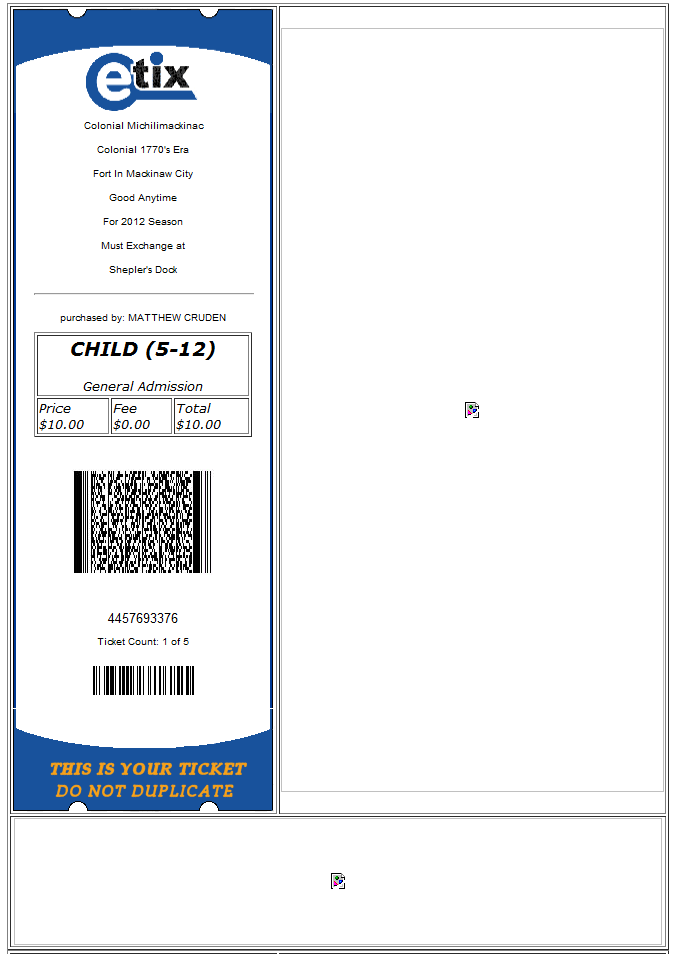 etix
Colonial Michilimackinac
Colonial 1770's Era
Fort In Mackinaw City
Good Anytime
For 2012 Season
Must Exchange at
Shepler's Dock
purchased by: MATTHEW CRUDEN
CHILD (5-12)
General Admission
Price Fee Total
$10.00 $0.00 $10.00
4457693376
Ticket Count: 1 of 5
THIS IS YOUR TICKET
DO NOT DUPLICATE